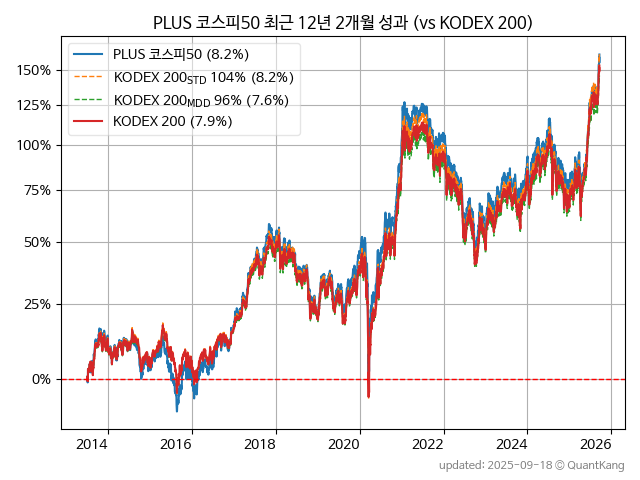 PLUS 코스피50 최근 12년 2개월 성과 (vs KODEX 200)
PLUS 코스피50 (8.2%)
KODEX 200STD 104% (8.2%)
KODEX 200MDD 96% (7.6%)
KODEX 200 (7.9%)
150%
125%
100%
75%
50%
25%
0%
2014 2016 2018 2020 2022 2024 2026
updated: 2025-09-18 © QuantKang